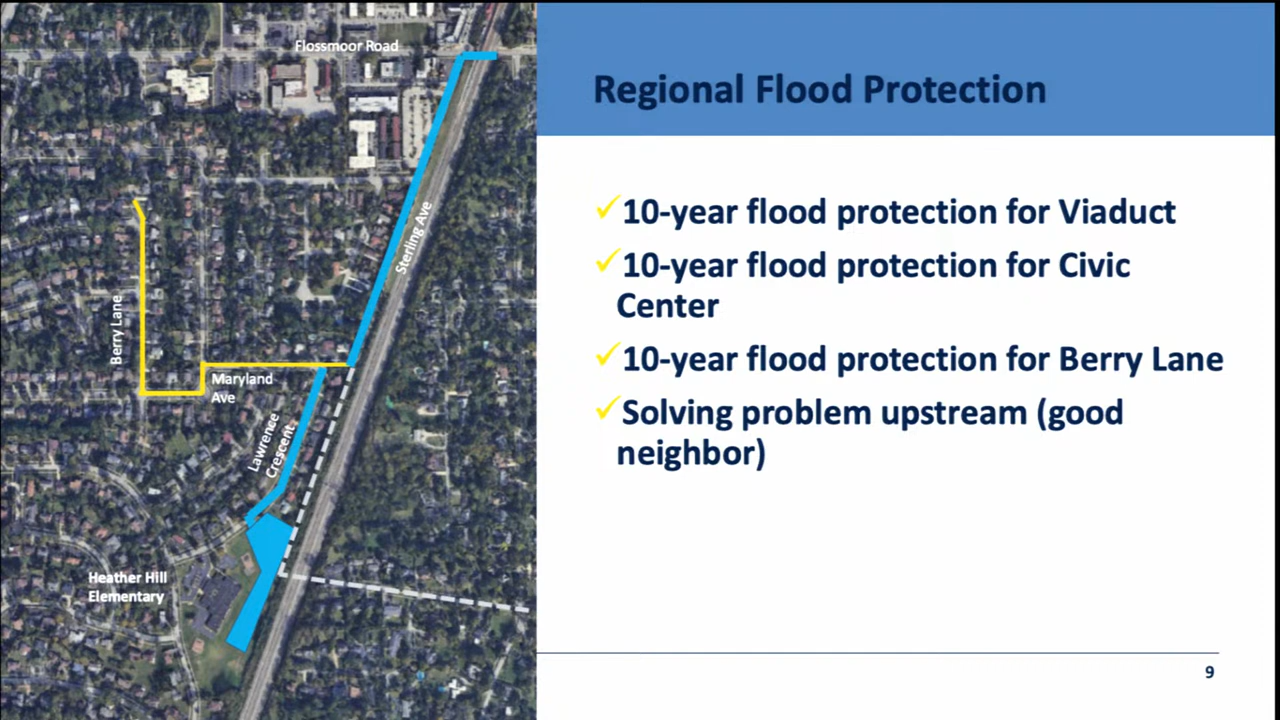 Flossmoor Road
Sterling Ave
Berry Lane
Maryland
Ave
Lawrence
Crescent
Heather Hill
Elementary
Regional Flood Protection
✓10-year flood protection for Viaduct
✓10-year flood protection for Civic
Center
✓10-year flood protection for Berry Lane
✓Solving problem upstream (good
neighbor)
9